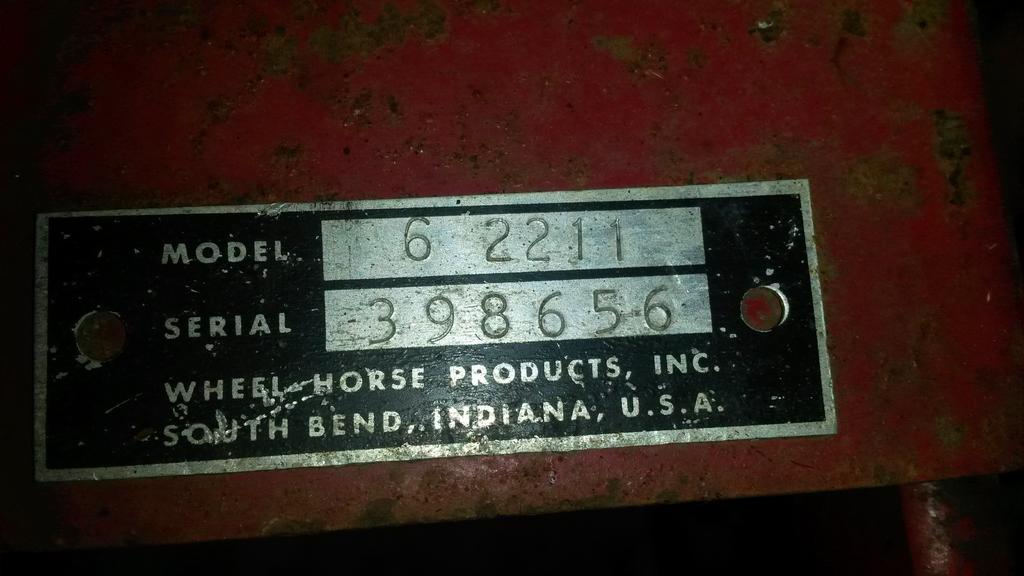 MODEL 6 2211
SERIAL 398656
WHEEL HORSE PRODUCTS, INC.
SOUTH BEND, INDIANA, U.S.A.